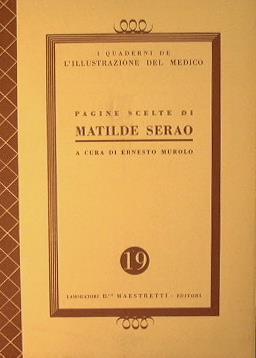 I QUADERNI DE
L'ILLUSTRAZIONE DEL MEDICO
PAGINE SCELTE DI
MATILDE SERAO
A CURA DI ERNESTO MUROLO
19
LABORATORI D.ri MAESTRETTI - EDITORI